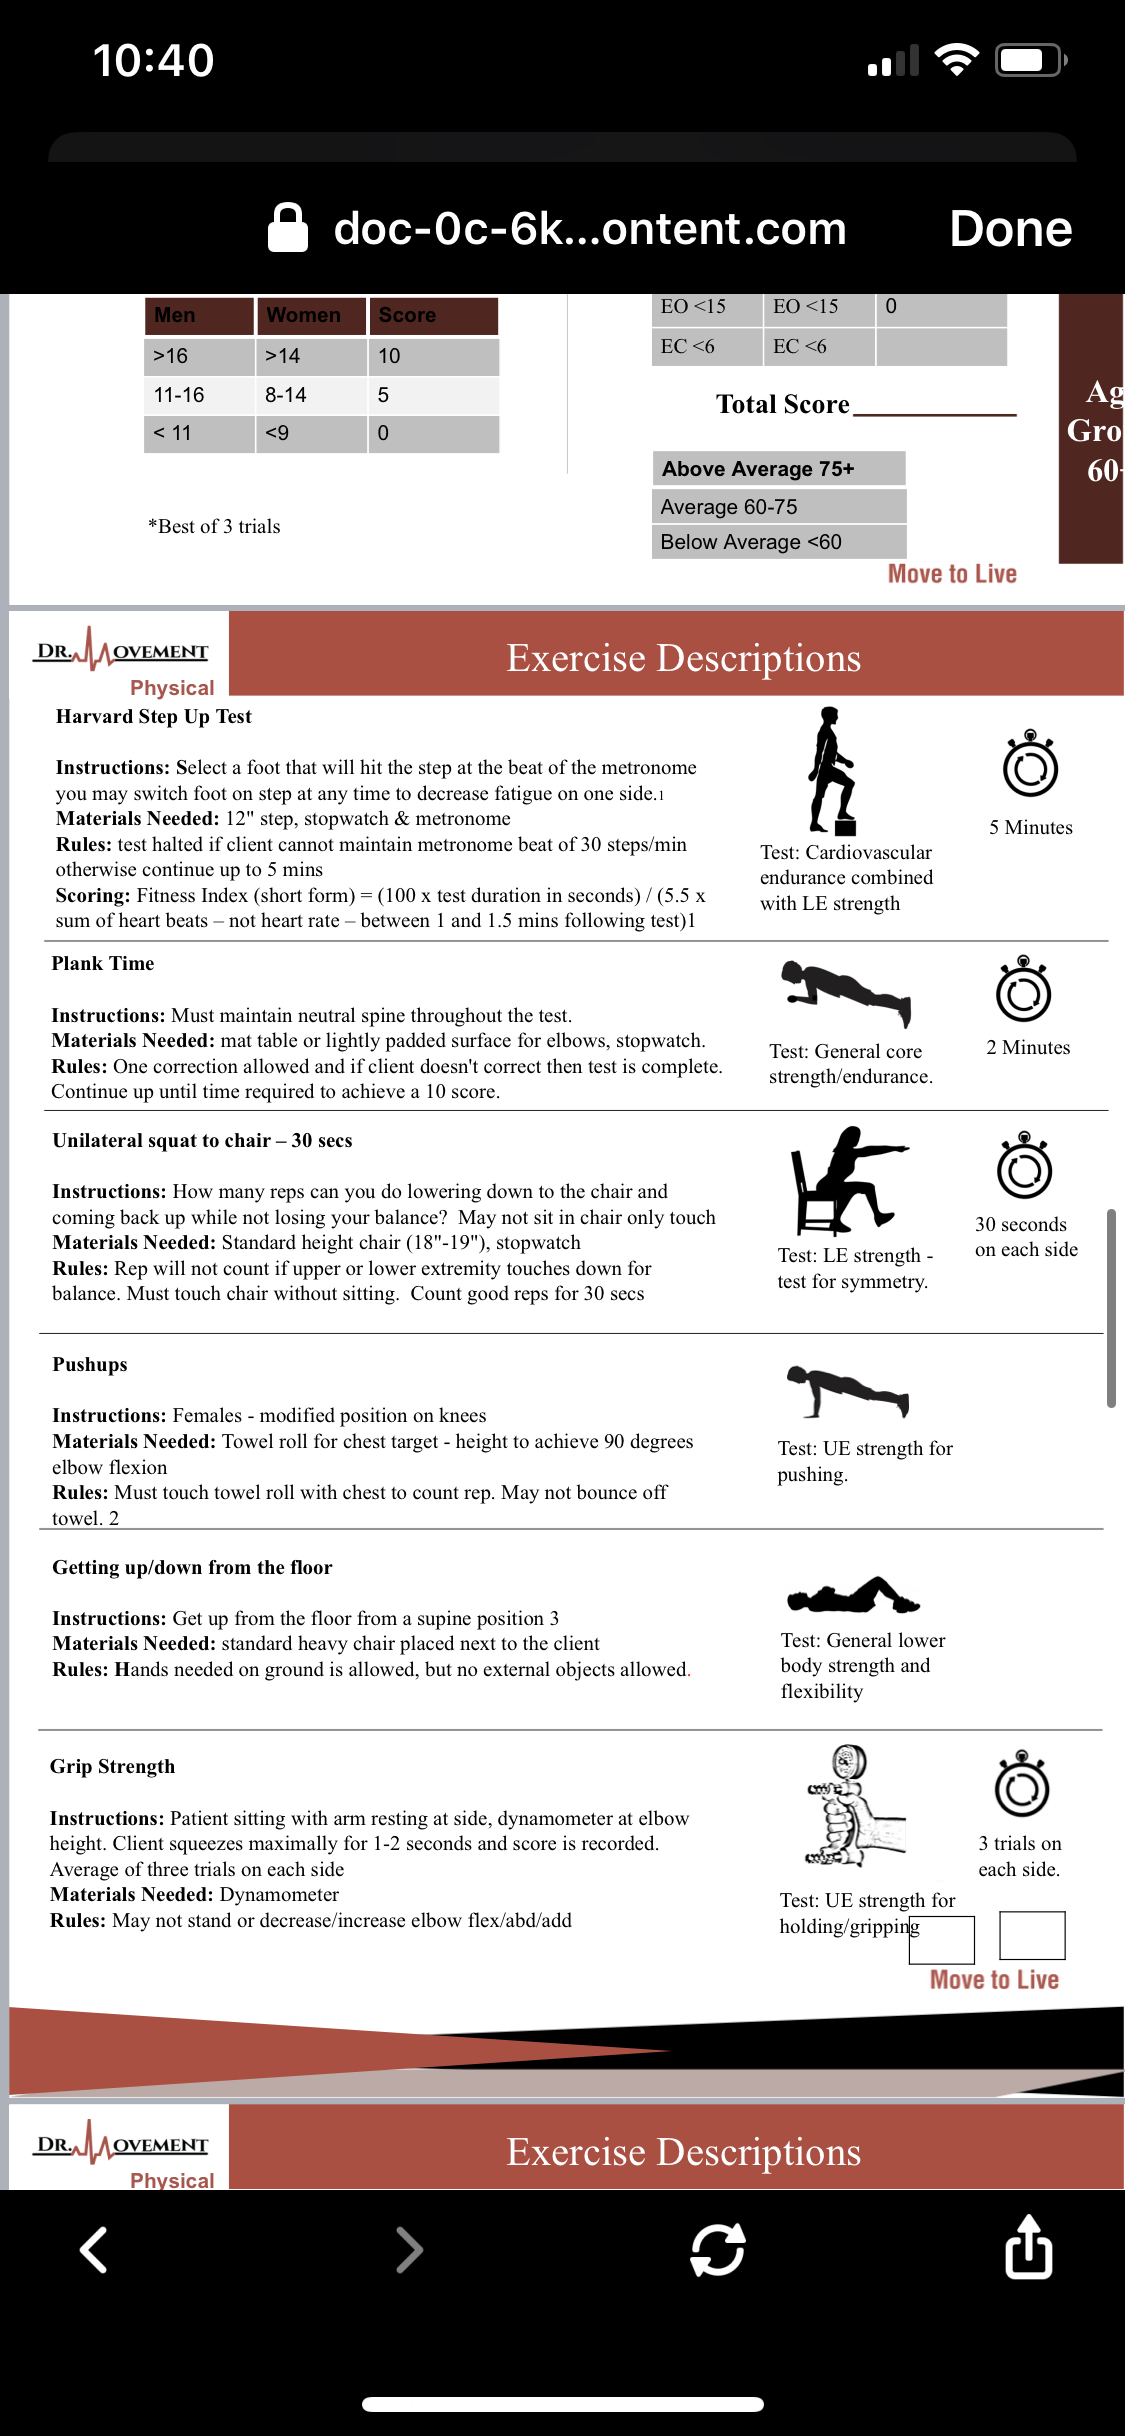 10:40
doc-0c-6k...ontent.com
Done
Men Women Score
>16 >14 10
11-16 8-14 5
< 11 <9 0
*Best of 3 trials
EO <15 EO <15 0
EC <6 EC <6
Total Score
Above Average 75+
Average 60-75
Below Average <60
Move to Live
Ag
Gro
60
DR. MOVEMENT
Physical
Exercise Descriptions
Harvard Step Up Test
Instructions: Select a foot that will hit the step at the beat of the metronome
you may switch foot on step at any time to decrease fatigue on one side.1
Materials Needed: 12" step, stopwatch & metronome
Rules: test halted if client cannot maintain metronome beat of 30 steps/min
otherwise continue up to 5 mins
Scoring: Fitness Index (short form) = (100 x test duration in seconds) / (5.5 x
sum of heart beats – not heart rate – between 1 and 1.5 mins following test)1
Test: Cardiovascular
endurance combined
with LE strength
5 Minutes
Plank Time
Instructions: Must maintain neutral spine throughout the test.
Materials Needed: mat table or lightly padded surface for elbows, stopwatch.
Rules: One correction allowed and if client doesn't correct then test is complete.
Continue up until time required to achieve a 10 score.
Test: General core
strength/endurance.
2 Minutes
Unilateral squat to chair – 30 secs
Instructions: How many reps can you do lowering down to the chair and
coming back up while not losing your balance? May not sit in chair only touch
Materials Needed: Standard height chair (18"-19"), stopwatch
Rules: Rep will not count if upper or lower extremity touches down for
balance. Must touch chair without sitting. Count good reps for 30 secs
Test: LE strength -
test for symmetry.
30 seconds
on each side
Pushups
Instructions: Females - modified position on knees
Materials Needed: Towel roll for chest target - height to achieve 90 degrees
elbow flexion
Rules: Must touch towel roll with chest to count rep. May not bounce off
towel. 2
Test: UE strength for
pushing.
Getting up/down from the floor
Instructions: Get up from the floor from a supine position 3
Materials Needed: standard heavy chair placed next to the client
Rules: Hands needed on ground is allowed, but no external objects allowed.
Test: General lower
body strength and
flexibility
Grip Strength
Instructions: Patient sitting with arm resting at side, dynamometer at elbow
height. Client squeezes maximally for 1-2 seconds and score is recorded.
Average of three trials on each side
Materials Needed: Dynamometer
Rules: May not stand or decrease/increase elbow flex/abd/add
Test: UE strength for
holding/gripping
3 trials on
each side.
Move to Live
DR. MOVEMENT
Physical
Exercise Descriptions